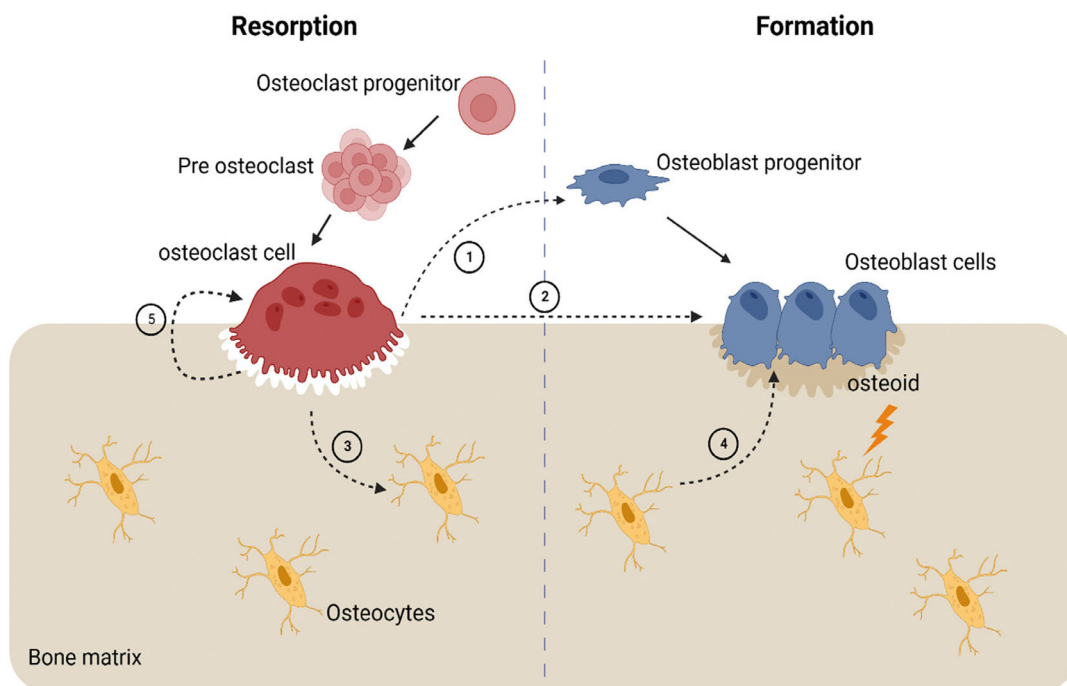 Resorption
Formation
Osteoclast progenitor
Pre osteoclast
Osteoblast progenitor
osteoclast cell
1
Osteoblast cells
2
5
osteoid
3
4
Osteocytes
Bone matrix